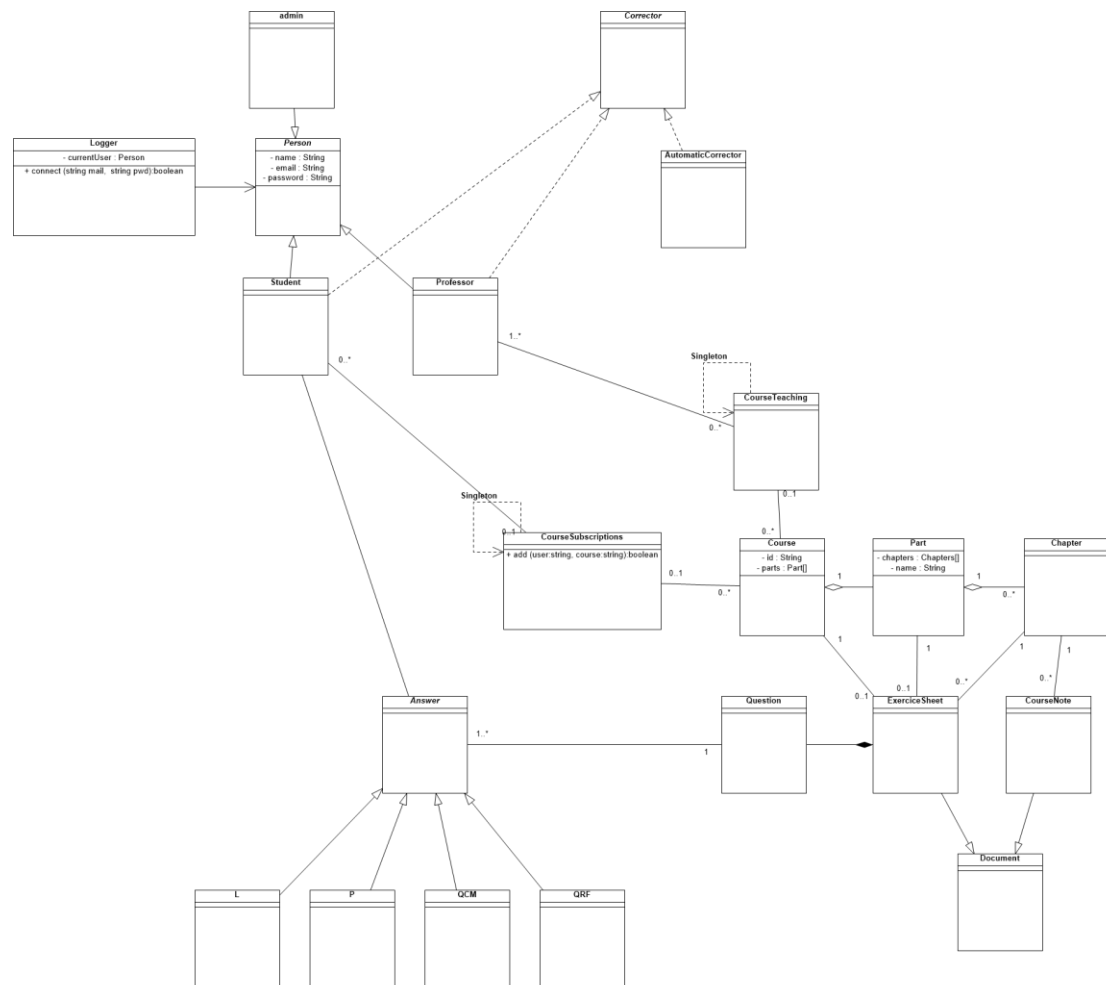 admin
Corrector
Logger
- currentUser : Person
+ connect (string mail, string pwd):boolean
Person
- name : String
- email : String
- password : String
AutomaticCorrector
Student
Professor
1..*
0..*
Singleton
CourseTeaching
0..*
0..1
0..*
Singleton
0..1
CourseSubscriptions
+ add (user:string, course:string):boolean
0..1
0..*
Course
- id : String
- parts : Part[]
1
Part
- chapters : Chapters[]
- name : String
1
0..*
Chapter
1
1
1
1
0..1
0..1
0..*
0..*
Answer
1..*
1
Question
ExerciceSheet
CourseNote
Document
L
P
QCM
QRF